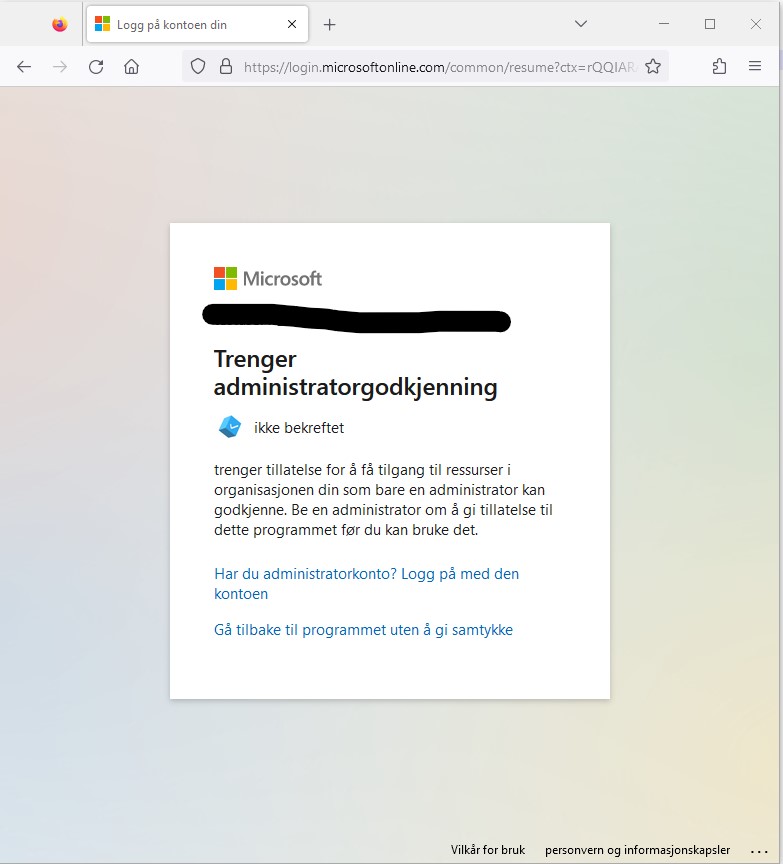 Logg på kontoen din
https://login.microsoftonline.com/common/resume?ctx=rQQIAR
Microsoft
Trenger
administratorgodkjenning
ikke bekreftet
trenger tillatelse for å få tilgang til ressurser i
organisasjonen din som bare en administrator kan
godkjenne. Be en administrator om å gi tillatelse til
dette programmet før du kan bruke det.
Har du administratorkonto? Logg på med den
kontoen
Gå tilbake til programmet uten å gi samtykke
Vilkår for bruk personvern og informasjonskapsler ...